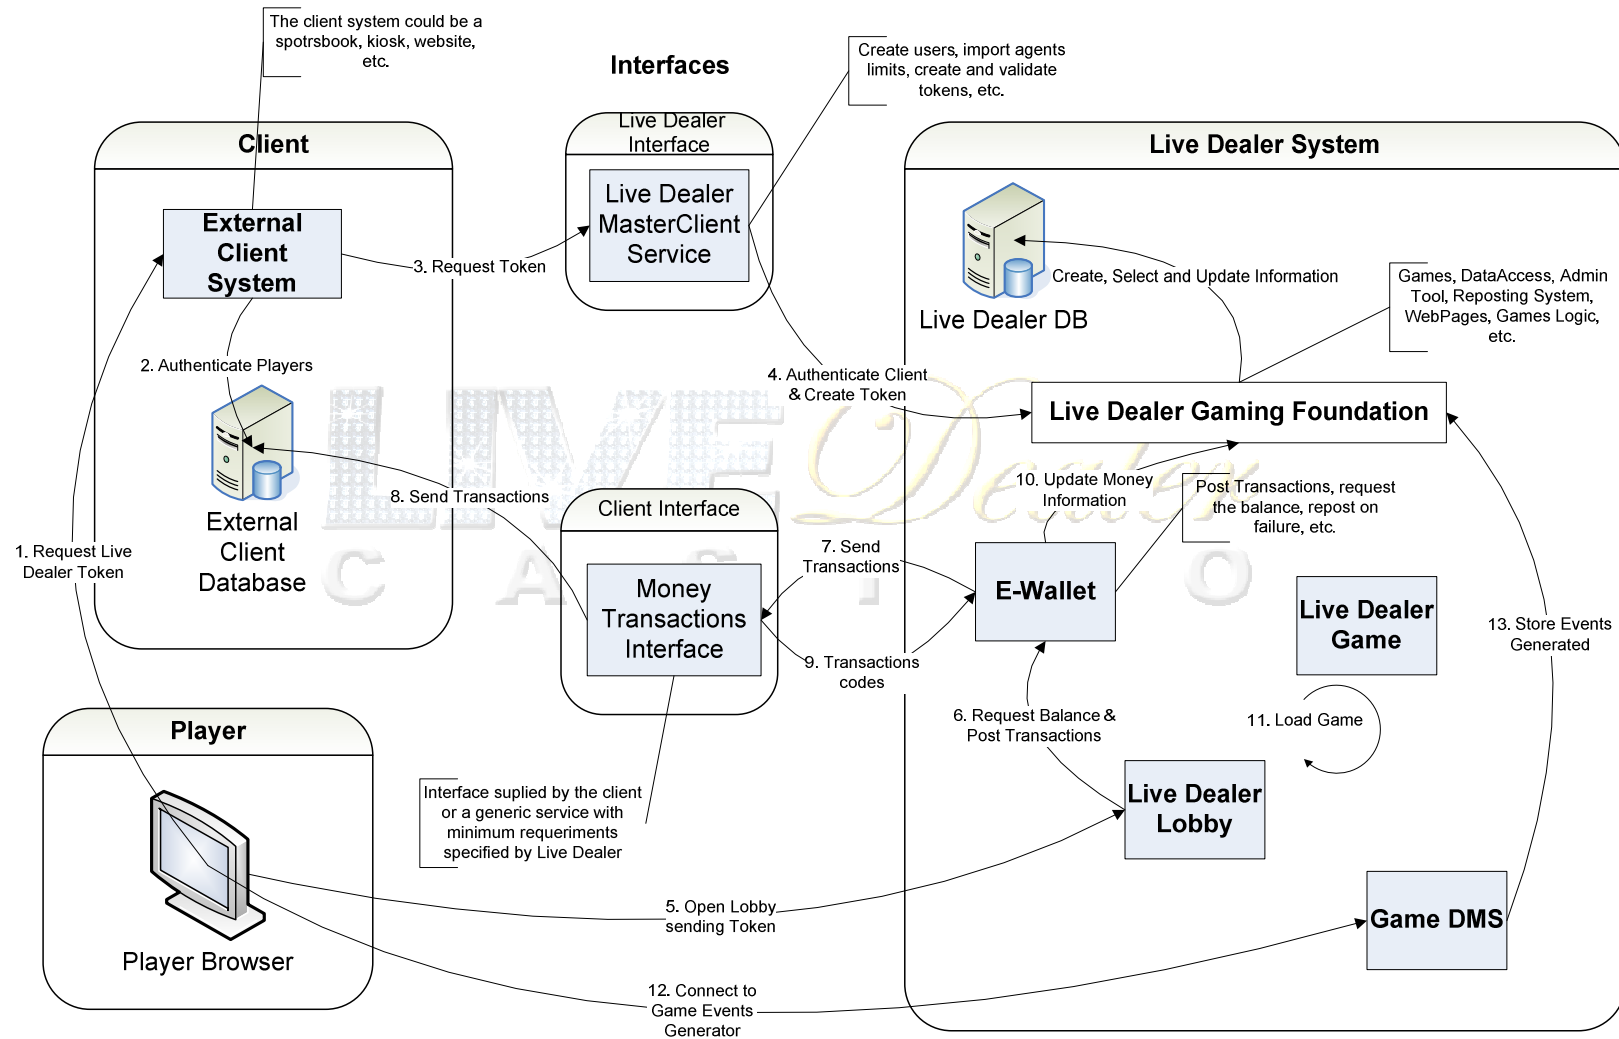 The client system could be a
spotrsbook, kiosk, website,
etc.
Interfaces
Create users, import agents
limits, create and validate
tokens, etc.
Client
Live Dealer
Interface
Live Dealer System
External
Client
System
Live Dealer
MasterClient
Service
3. Request Token
Create, Select and Update Information
Live Dealer DB
Games, DataAccess, Admin
Tool, Reposting System,
WebPages, Games Logic,
etc.
2. Authenticate Players
4. Authenticate Client
& Create Token
Live Dealer Gaming Foundation
LIVE Dealer
CASINO
8. Send Transactions
External
Client
Database
Client Interface
10. Update Money
Information
Post Transactions, request
the balance, repost on
failure, etc.
1. Request Live
Dealer Token
7. Send
Transactions
Money
Transactions
Interface
E-Wallet
Live Dealer
Game
13. Store Events
Generated
9. Transactions
codes
6. Request Balance &
Post Transactions
11. Load Game
Player
Interface suplied by the client
or a generic service with
minimum requeriments
specified by Live Dealer
Live Dealer
Lobby
5. Open Lobby
sending Token
Game DMS
Player Browser
12. Connect to
Game Events
Generator